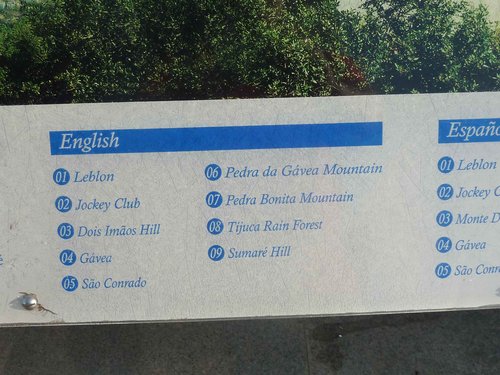 English
01 Leblon
02 Jockey Club
03 Dois Imãos Hill
04 Gávea
05 São Conrado
06 Pedra da Gávea Mountain
07 Pedra Bonita Mountain
08 Tijuca Rain Forest
09 Sumaré Hill
Españo
01 Leblon
02 Jockey C
03 Monte D
04 Gávea
05 São Conr